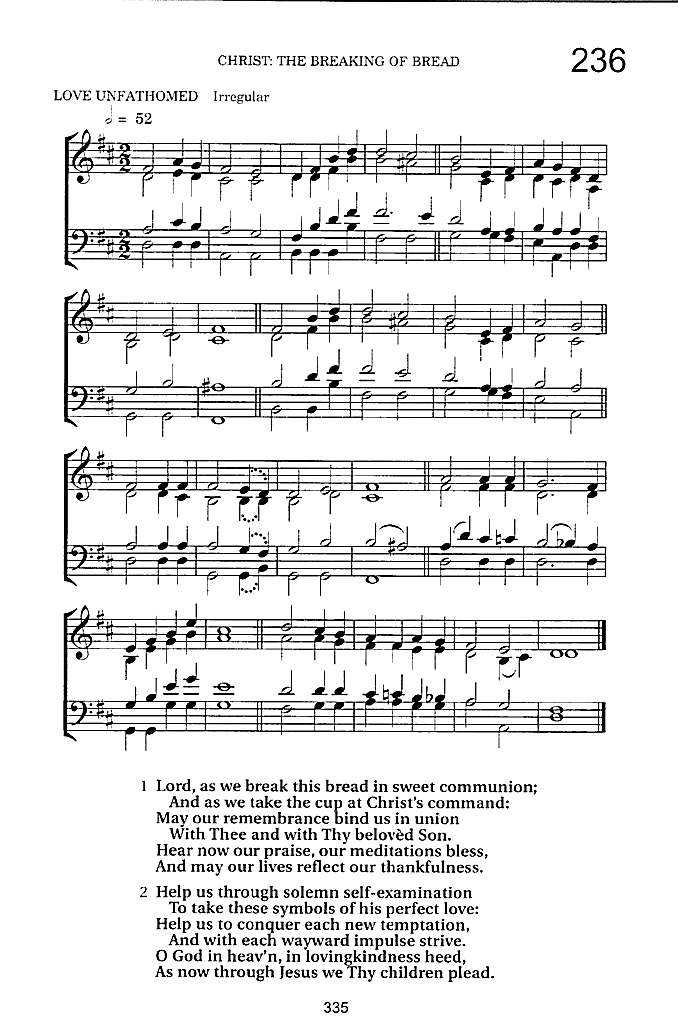 CHRIST: THE BREAKING OF BREAD
236
LOVE UNFATHOMED Irregular
𝅗𝅥 = 52
1 Lord, as we break this bread in sweet communion;
And as we take the cup at Christ's command:
May our remembrance bind us in union
With Thee and with Thy belovèd Son.
Hear now our praise, our meditations bless,
And may our lives reflect our thankfulness.
2 Help us through solemn self-examination
To take these symbols of his perfect love:
Help us to conquer each new temptation,
And with each wayward impulse strive.
O God in heav'n, in lovingkindness heed,
As now through Jesus we Thy children plead.
335